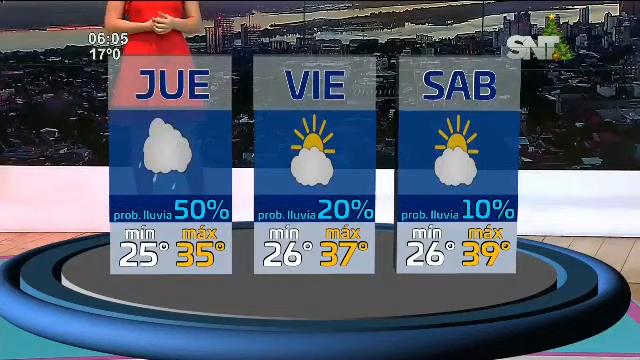 06:05
17°0
SNT
JUE
VIE
SAB
prob. lluvia 50%
prob. lluvia 20%
prob. lluvia 10%
mín máx
25° 35°
mín máx
26° 37°
mín máx
26° 39°